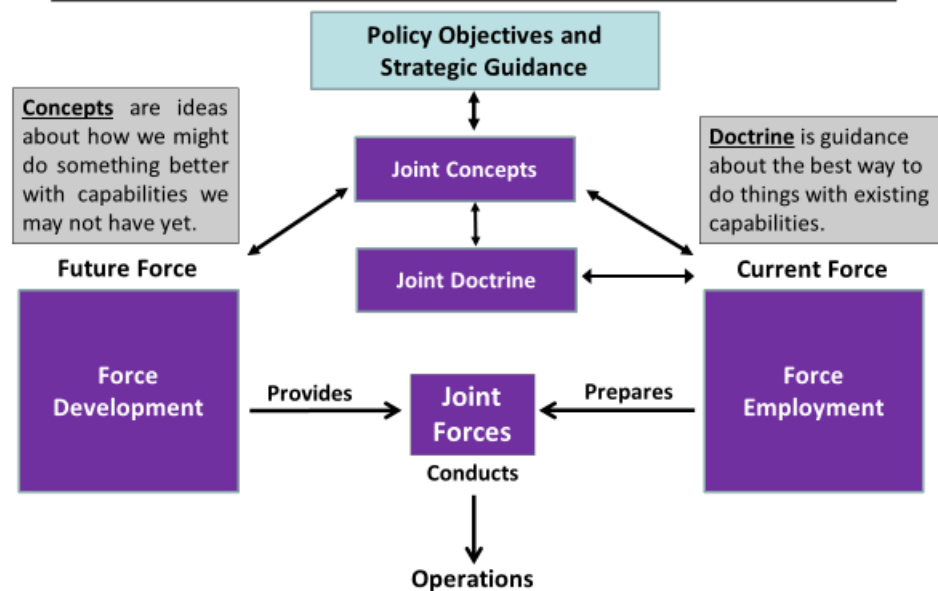 Policy Objectives and
Strategic Guidance
Concepts are ideas
about how we might
do something better
with capabilities we
may not have yet.
Joint Concepts
Doctrine is guidance
about the best way to
do things with existing
capabilities.
Future Force
Joint Doctrine
Current Force
Force
Development
Provides
Joint
Forces
Prepares
Force
Employment
Conducts
Operations